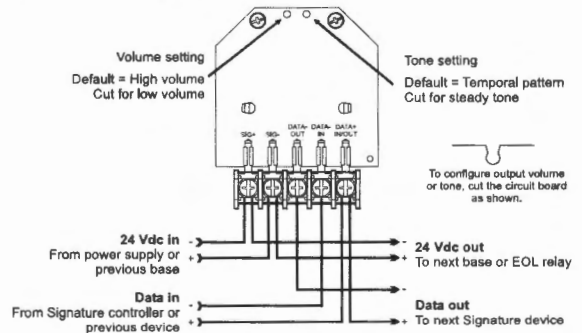 Volume setting
Default = High volume
Cut for low volume
Tone setting
Default = Temporal pattern
Cut for steady tone
SIG+ SIG- DATA- OUT DATA- IN DATA+ IN/OUT
To configure output volume
or tone, cut the circuit board
as shown.
24 Vdc in
From power supply or
previous base
-
+
Data in
From Signature controller or
previous device
-
+
-
+
24 Vdc out
To next base or EOL relay
-
+
Data out
To next Signature device